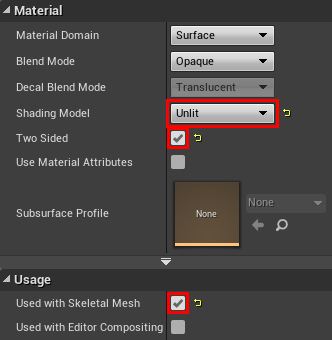 Material
Material Domain Surface
Blend Mode Opaque
Decal Blend Mode Translucent
Shading Model Unlit
Two Sided
Use Material Attributes
Subsurface Profile None None
Usage
Used with Skeletal Mesh
Used with Editor Compositing